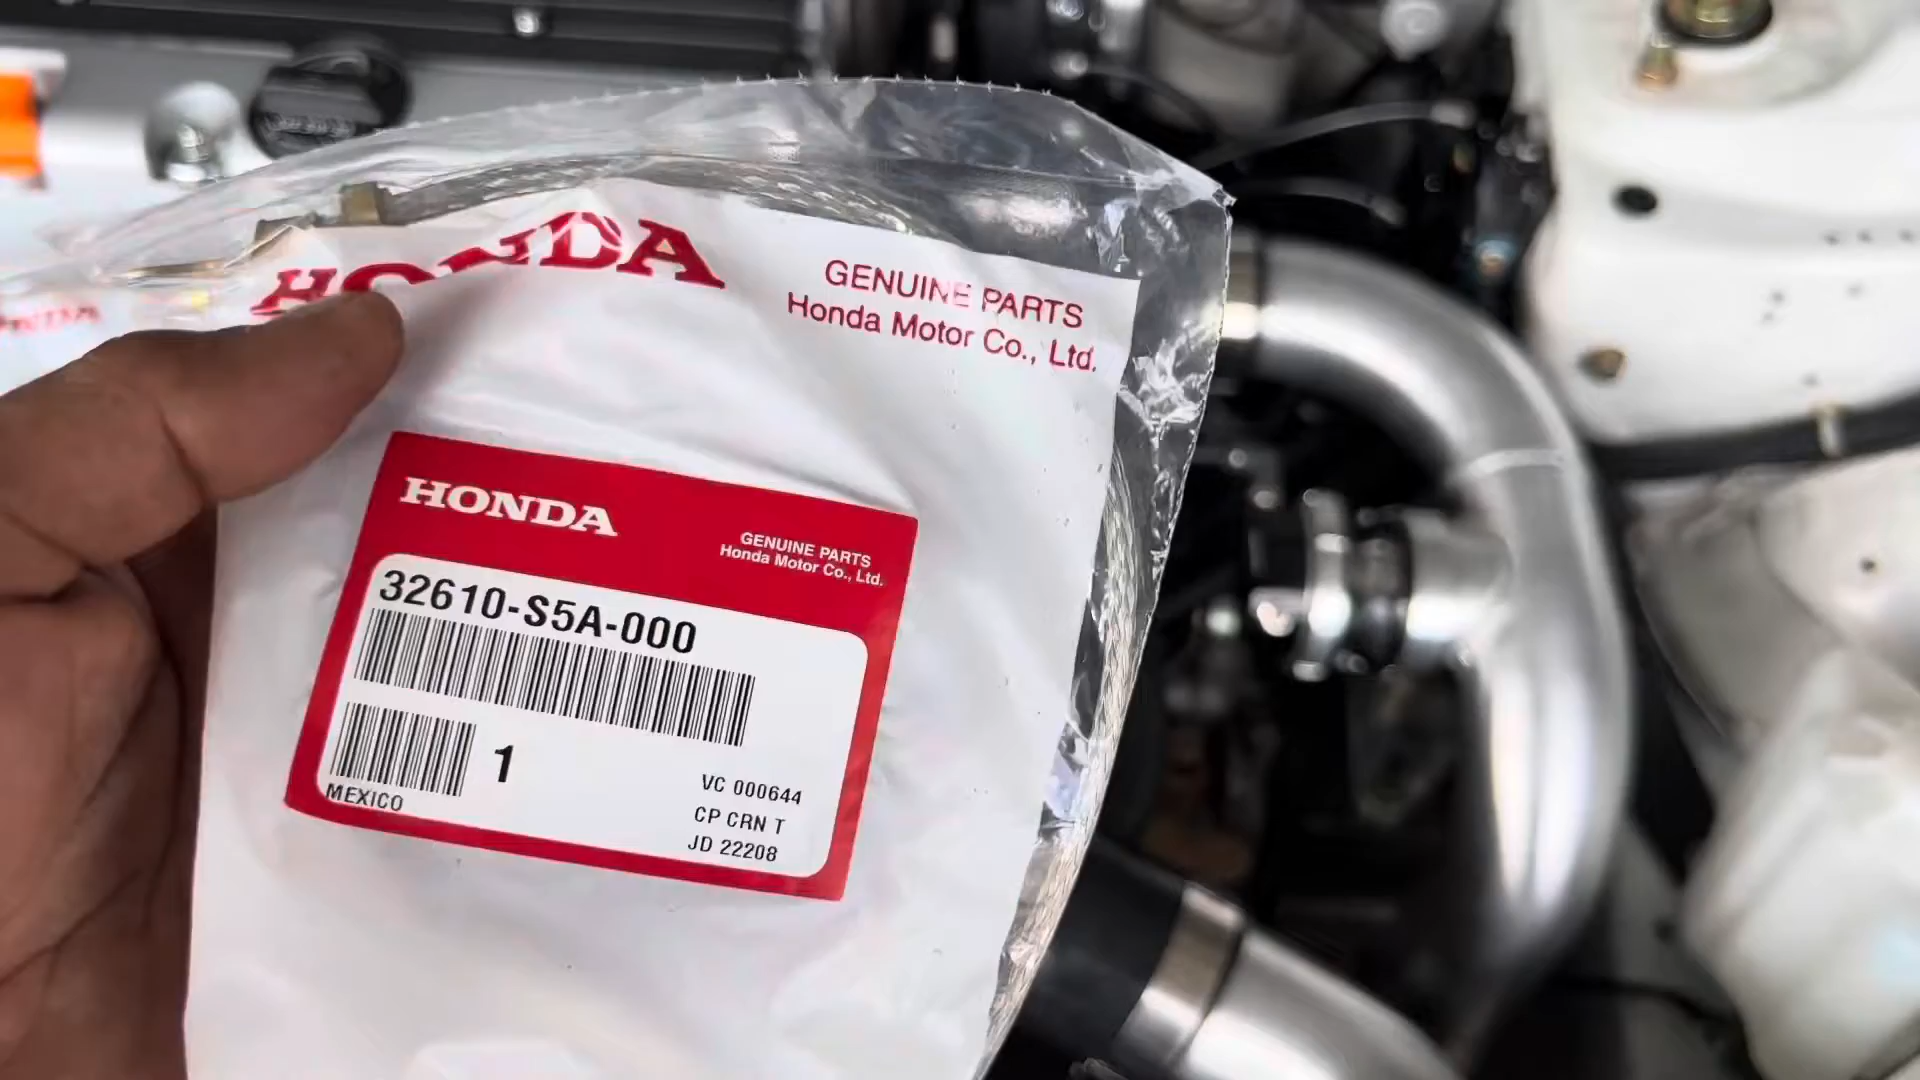 HONDA
GENUINE PARTS
Honda Motor Co., Ltd.
HONDA
GENUINE PARTS
Honda Motor Co., Ltd.
32610-S5A-000
1
MEXICO
VC 000644
CP CRN T
JD 22208